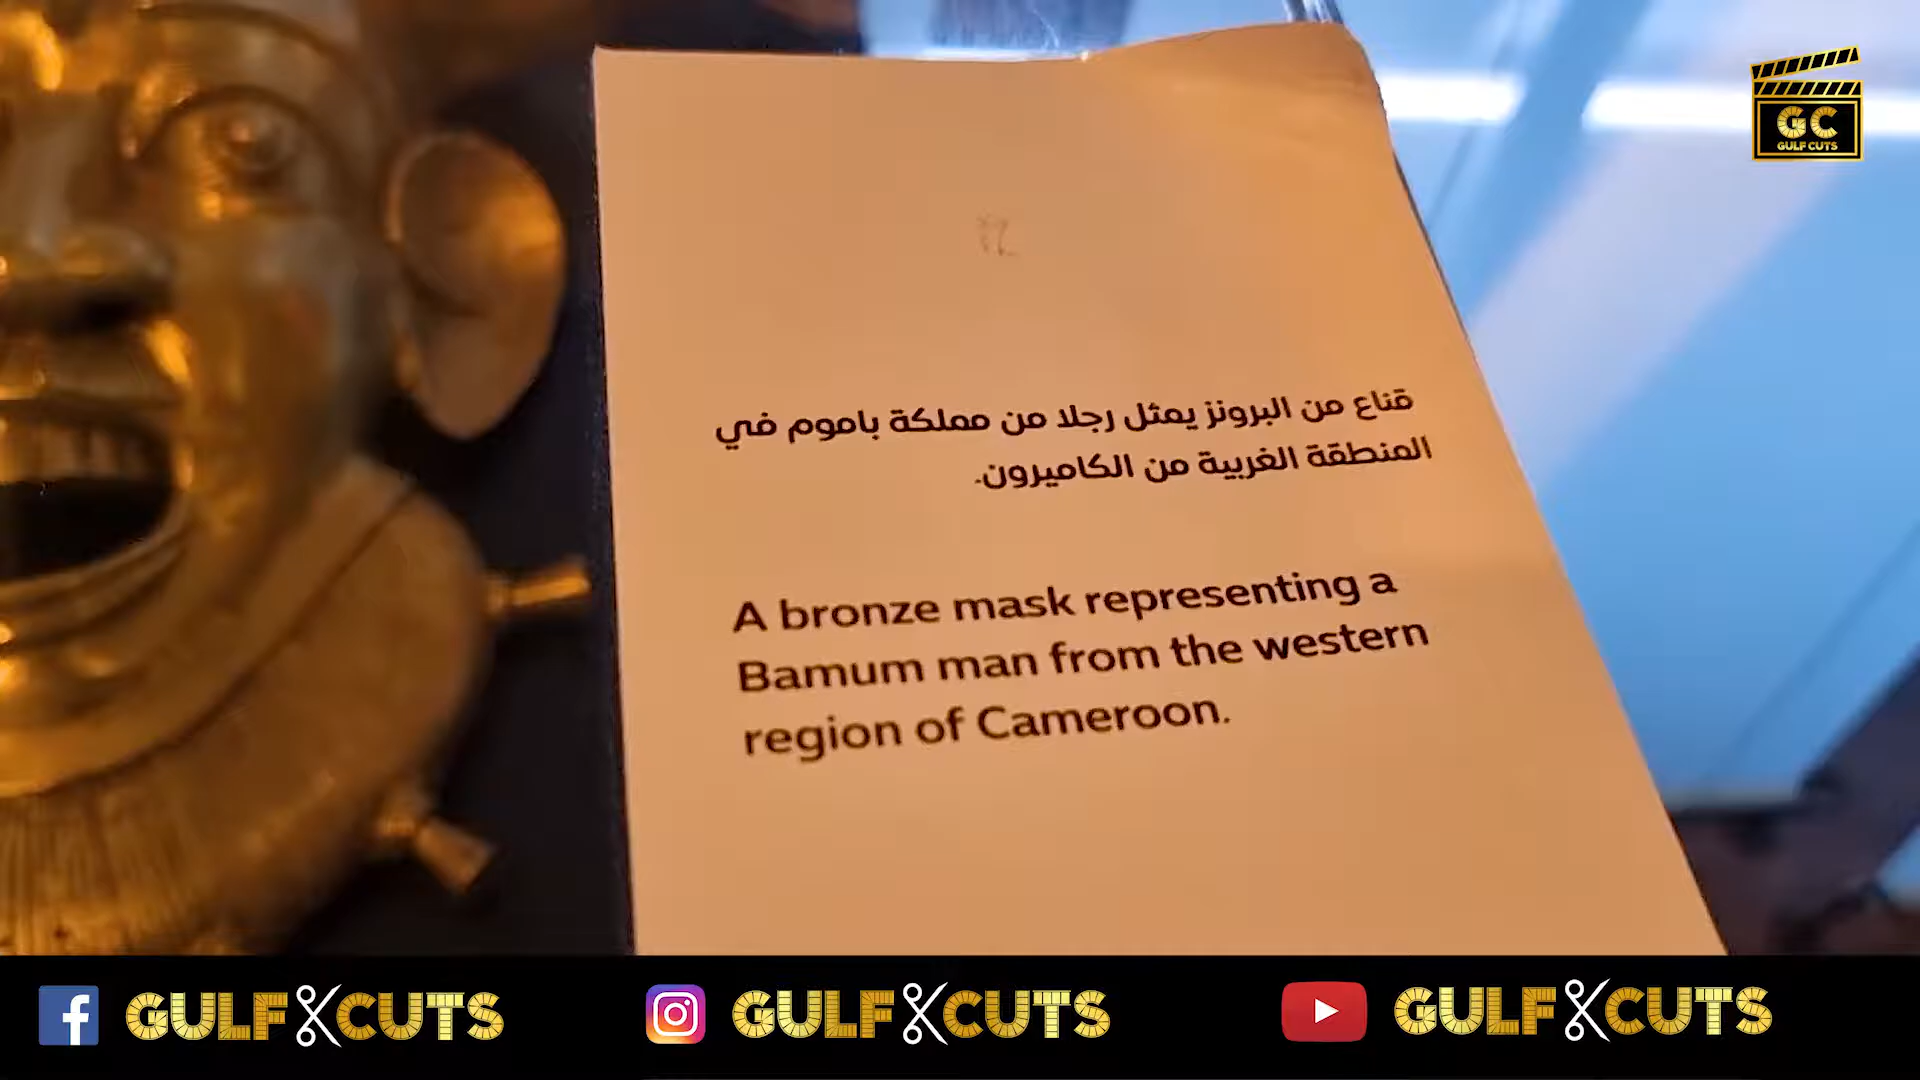 GC
GULF CUTS
قناع من البرونز يمثل رجلا من مملكة باموم في
المنطقة الغربية من الكاميرون.
A bronze mask representing a
Bamum man from the western
region of Cameroon.
GULF CUTS
GULF CUTS
GULF CUTS